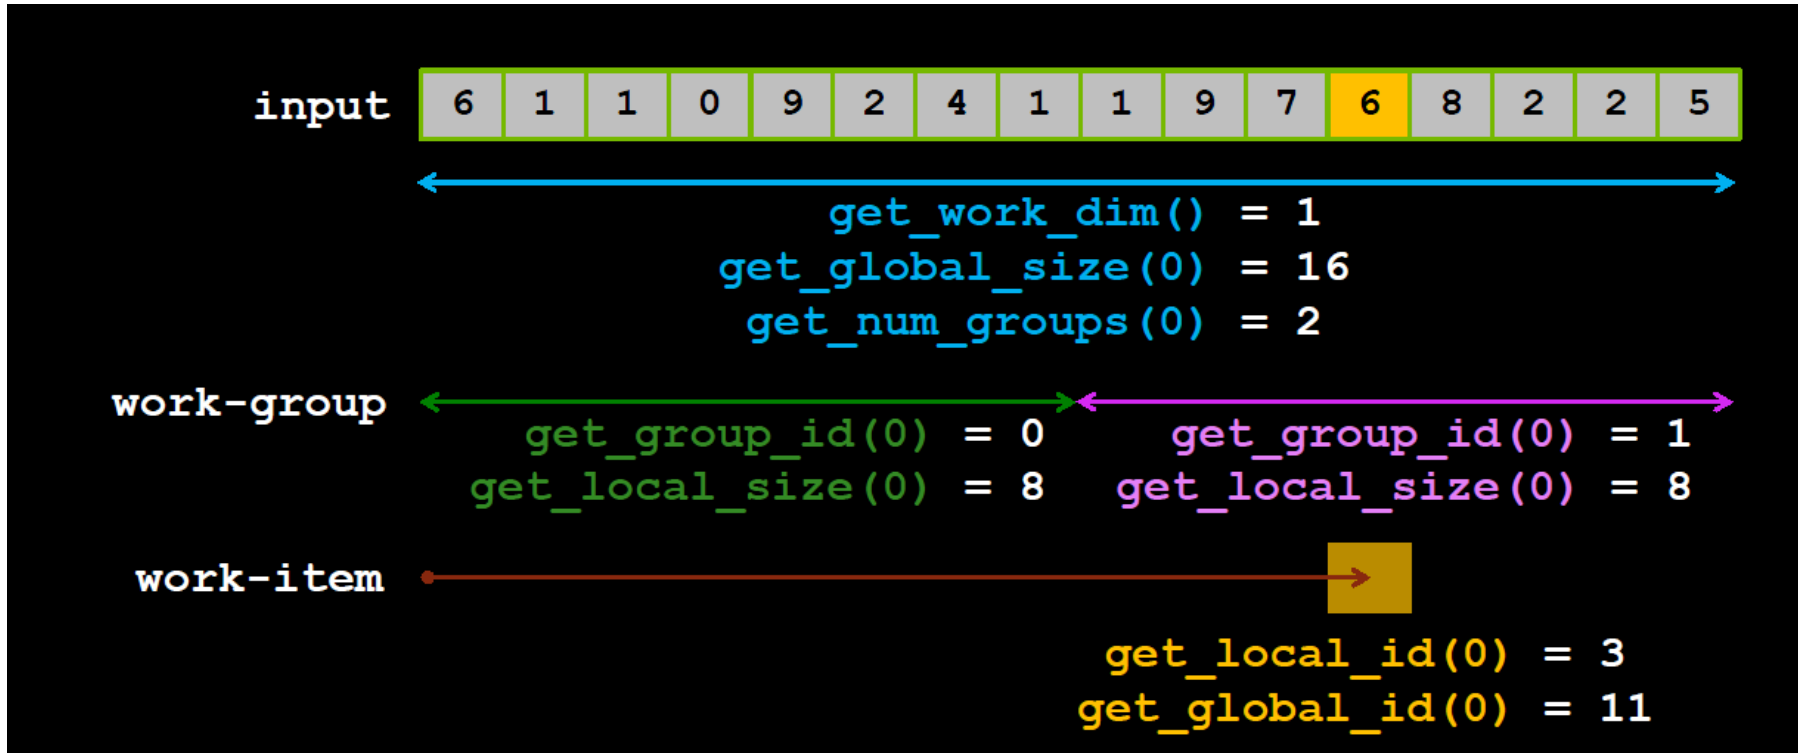 input 6 1 1 0 9 2 4 1 1 9 7 6 8 2 2 5
get_work_dim() = 1
get_global_size(0) = 16
get_num_groups(0) = 2
work-group
get_group_id(0) = 0 get_group_id(0) = 1
get_local_size(0) = 8 get_local_size(0) = 8
work-item
get_local_id(0) = 3
get_global_id(0) = 11